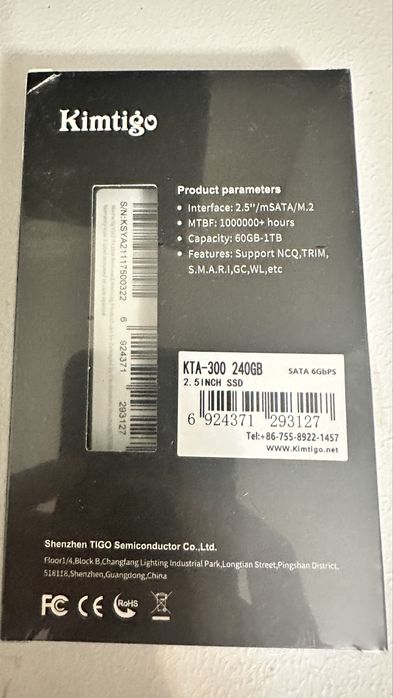 Kimtigo
Product parameters
• Interface: 2.5''/mSATA/M.2
• MTBF: 1000000+ hours
• Capacity: 60GB-1TB
• Features: Support NCQ,TRIM,
S.M.A.R.I,GC,WL,etc
S/N:KSYA21117500322
6 924371 293127
KTA-300 240GB SATA 6GbPS
2.5INCH SSD
6 924371 293127
Tel:+86-755-8922-1457
WWW.Kimtigo.net
Shenzhen TIGO Semiconductor Co.,Ltd.
Floor1/4,Block B,Changfang Lighting Industrial Park,Longtian Street,Pingshan District,
518118,Shenzhen,Guangdong,China
FC CE RoHS